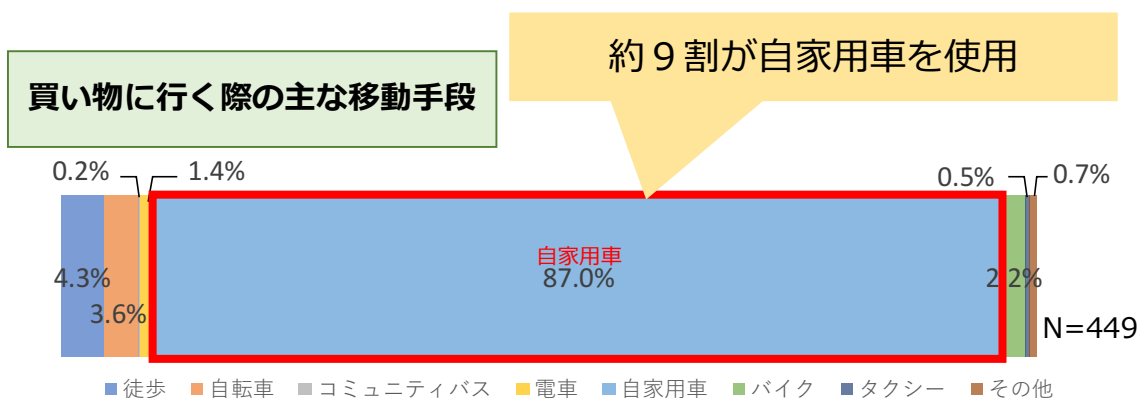 約9割が自家用車を使用
買い物に行く際の主な移動手段
0.2% 1.4% 0.5% 0.7%
自家用車
4.3% 87.0% 2.2%
3.6%
N=449
徒歩 自転車 コミュニティバス 電車 自家用車 バイク タクシー その他